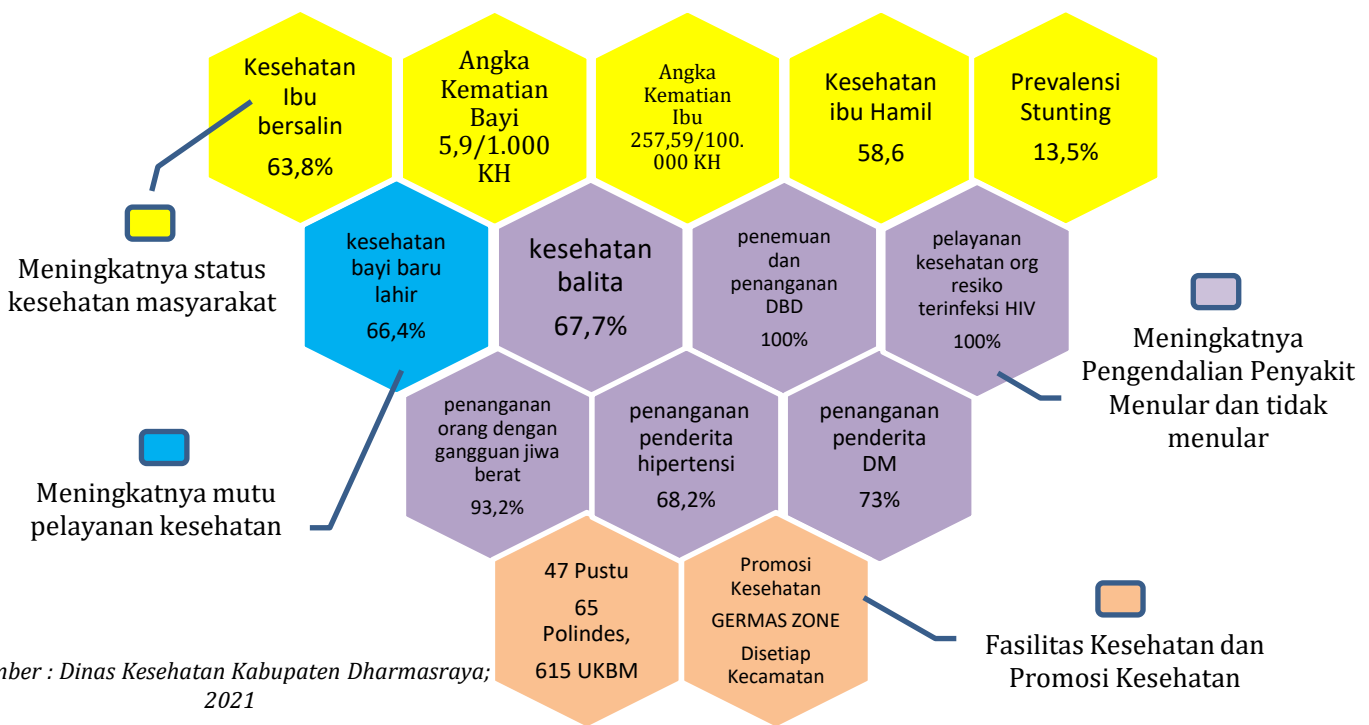 Kesehatan
Ibu
bersalin
63,8%
Angka
Kematian
Bayi
5,9/1.000
KH
Angka
Kematian
Ibu
257,59/100.
000 KH
Kesehatan
ibu Hamil
58,6
Prevalensi
Stunting
13,5%
Meningkatnya status
kesehatan masyarakat
kesehatan
bayi baru
lahir
66,4%
kesehatan
balita
67,7%
penemuan
dan
penanganan
DBD
100%
pelayanan
kesehatan org
resiko
terinfeksi HIV
100%
Meningkatnya
Pengendalian Penyakit
Menular dan tidak
menular
penanganan
orang dengan
gangguan jiwa
berat
93,2%
penanganan
penderita
hipertensi
68,2%
penanganan
penderita
DM
73%
Meningkatnya mutu
pelayanan kesehatan
47 Pustu
65
Polindes,
615 UKBM
Promosi
Kesehatan
GERMAS ZONE
Disetiap
Kecamatan
Fasilitas Kesehatan dan
Promosi Kesehatan
mber : Dinas Kesehatan Kabupaten Dharmasraya;
2021